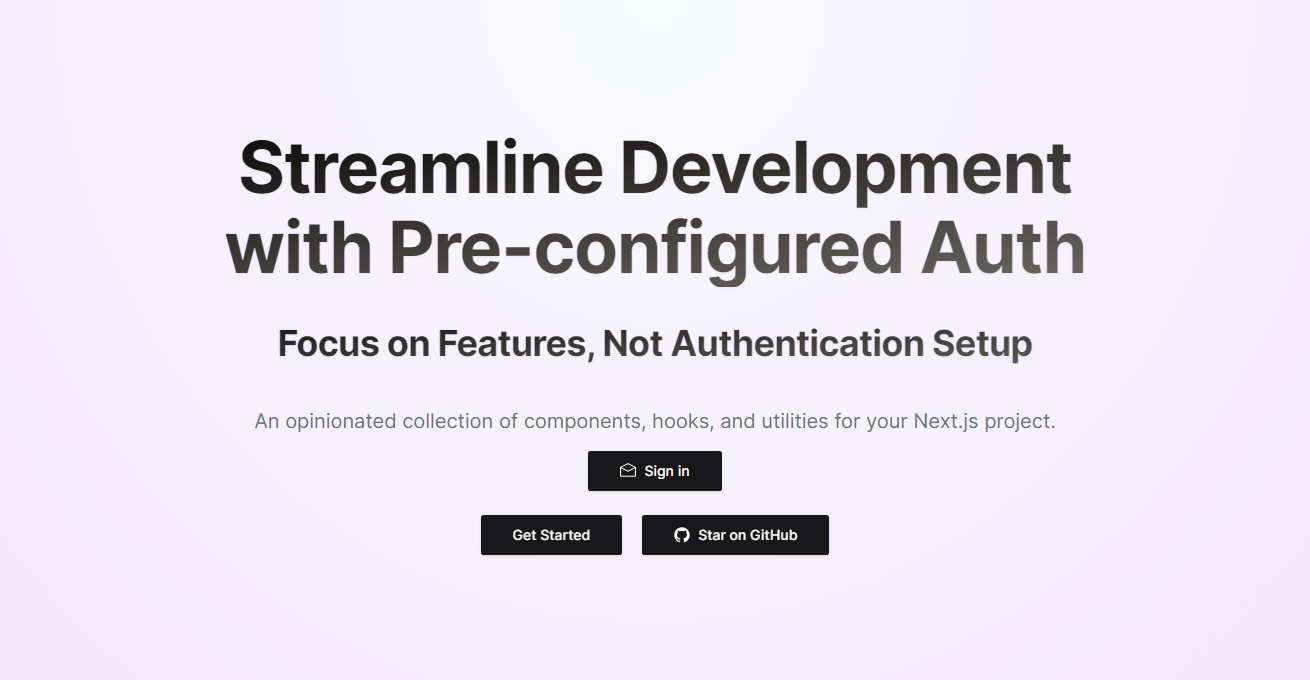 Streamline Development
with Pre-configured Auth
Focus on Features, Not Authentication Setup
An opinionated collection of components, hooks, and utilities for your Next.js project.
Sign in
Get Started
Star on GitHub